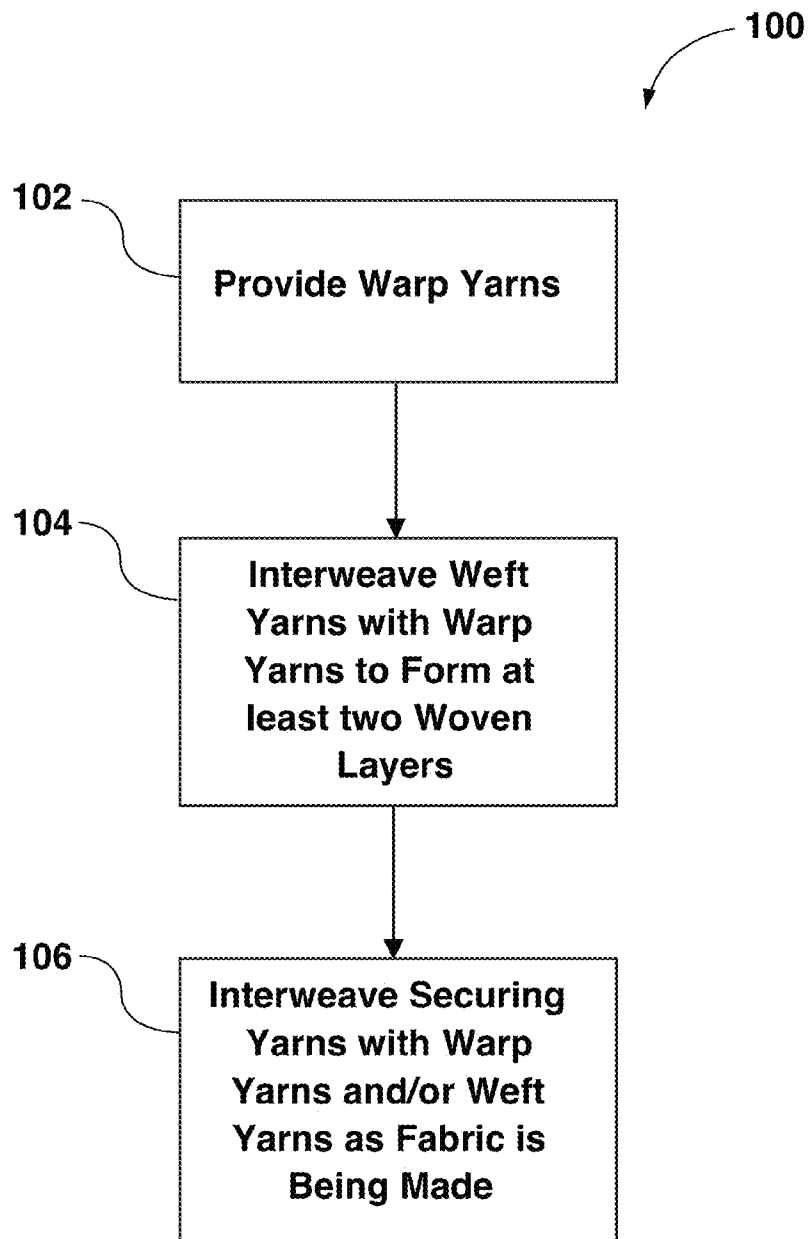 100
102
Provide Warp Yarns
104
Interweave Weft
Yarns with Warp
Yarns to Form at
least two Woven
Layers
106
Interweave Securing
Yarns with Warp
Yarns and/or Weft
Yarns as Fabric is
Being Made